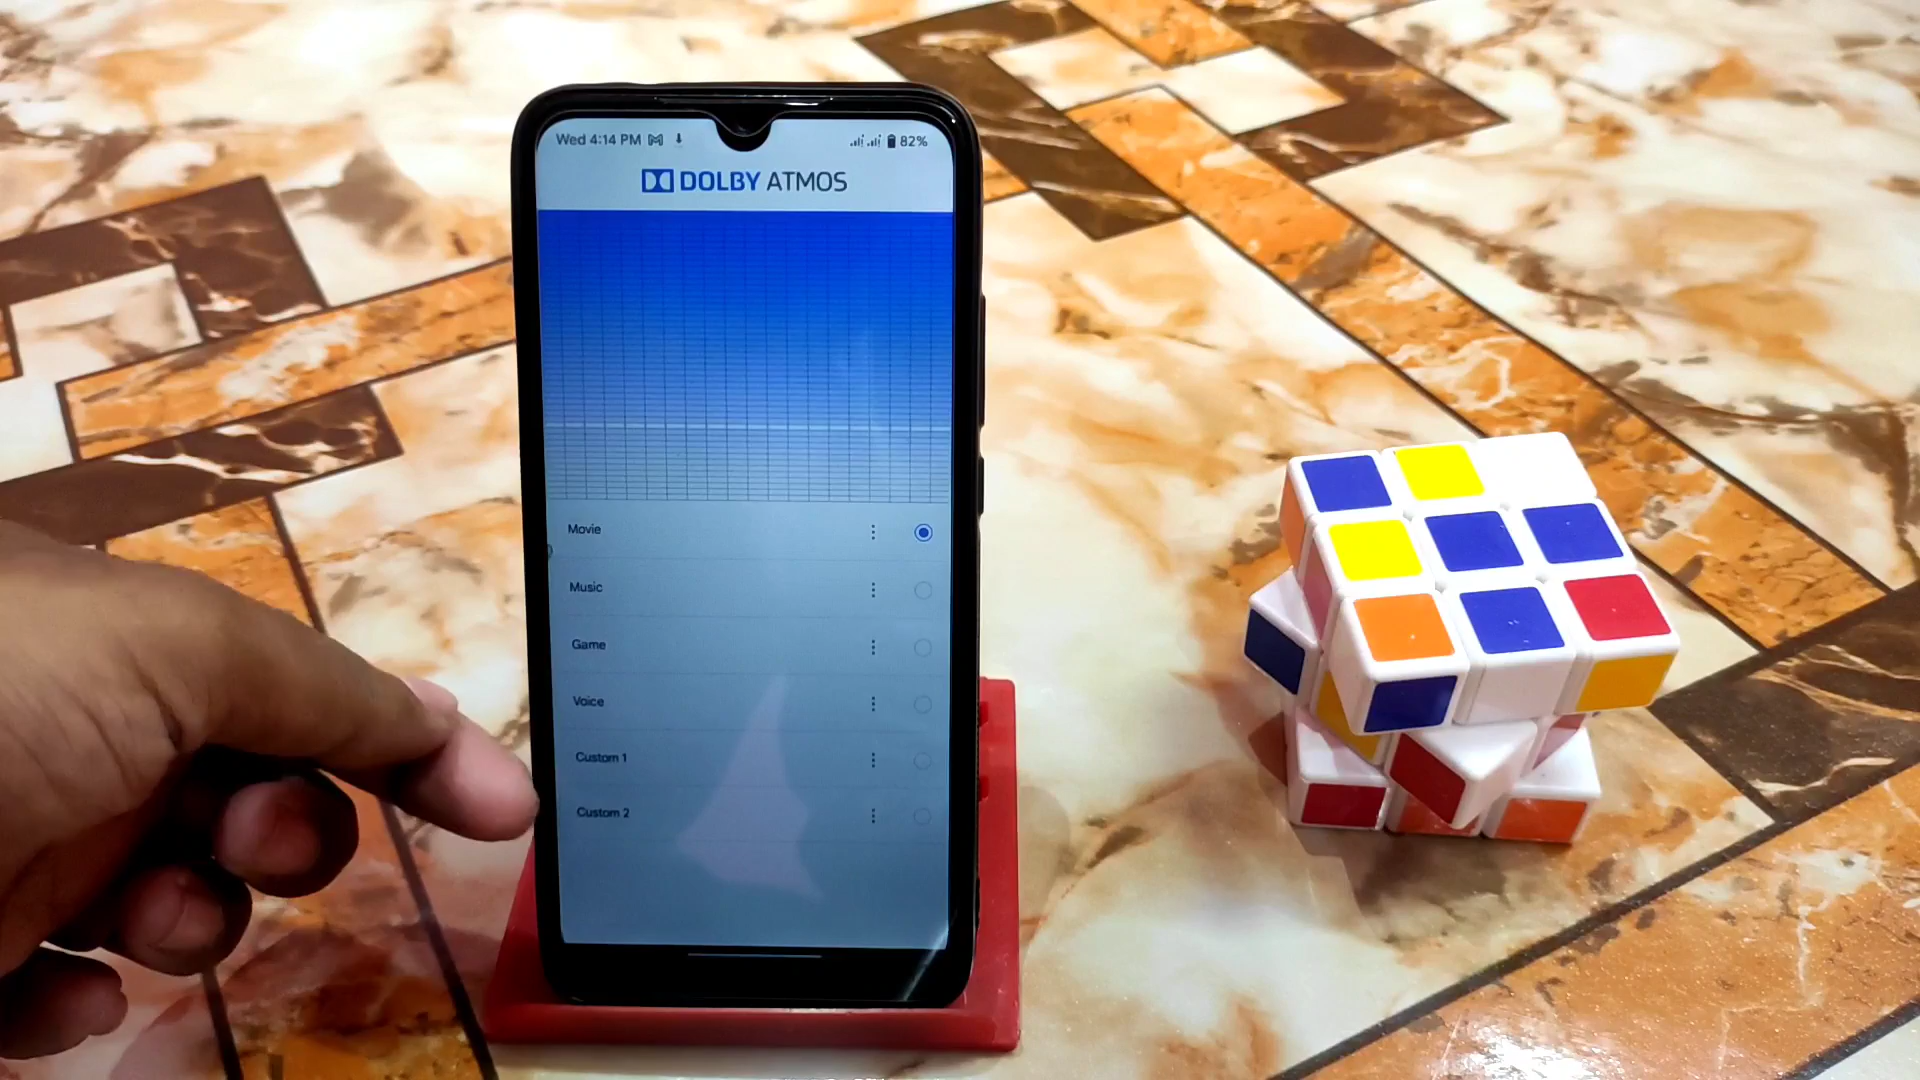 Wed 4:14 PM 82%
DOLBY ATMOS
Movie
Music
Game
Voice
Custom 1
Custom 2